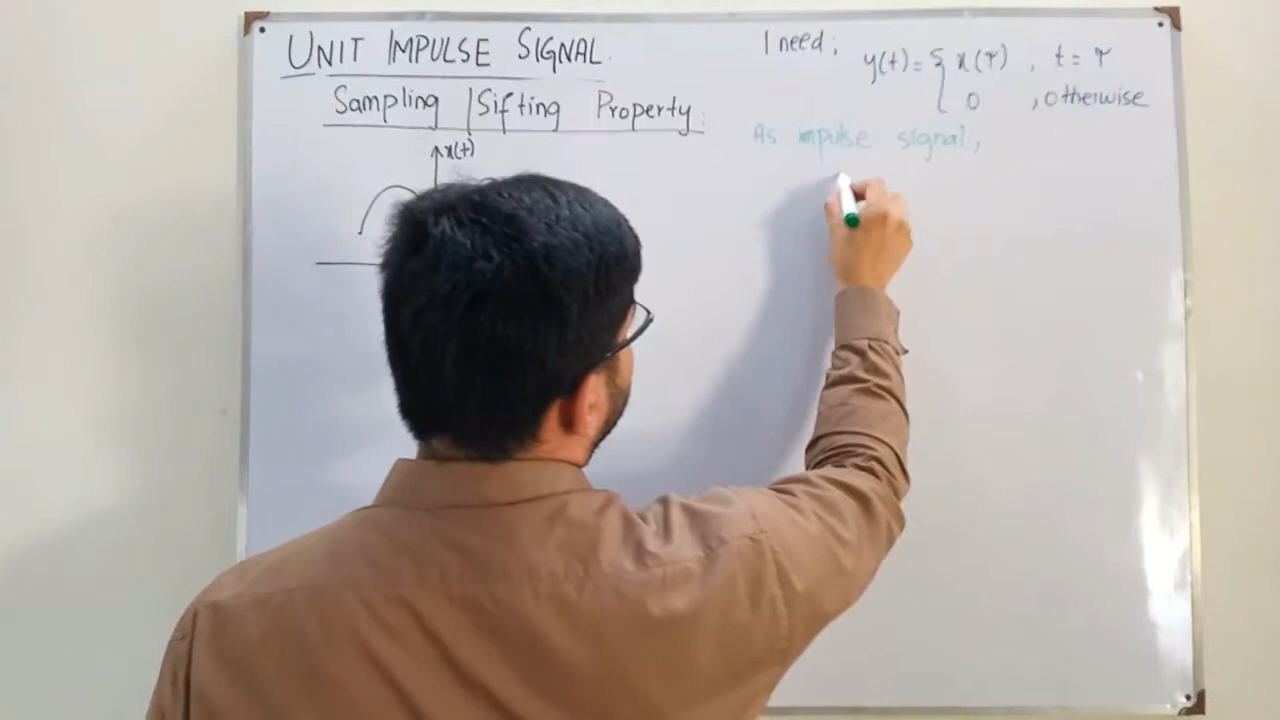 UNIT IMPULSE SIGNAL.
Sampling | Sifting Property:
x(t)
I need:
y(t) = { x(τ) , t = τ
0 , otherwise
As impulse signal,